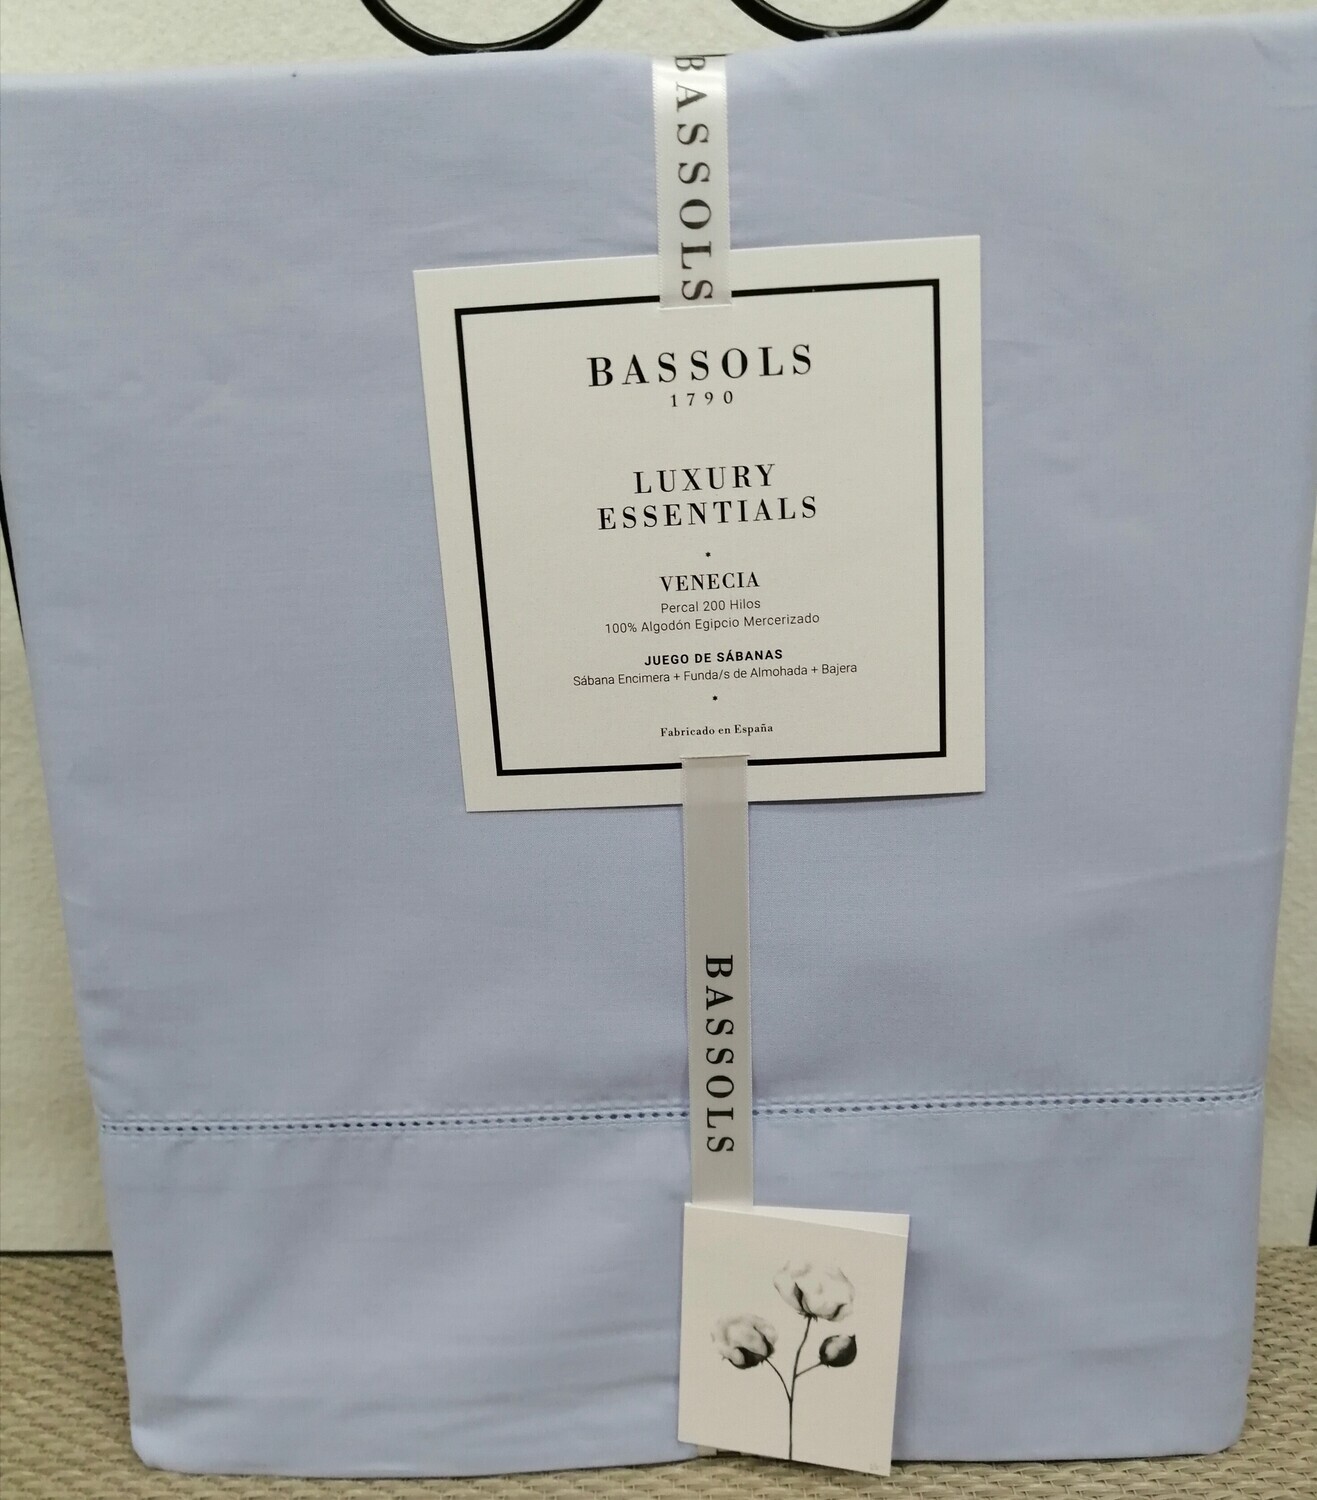 BASSOLS
BASSOLS
1790
LUXURY
ESSENTIALS
*
VENECIA
Percal 200 Hilos
100% Algodón Egipcio Mercerizado
JUEGO DE SÁBANAS
Sábana Encimera + Funda/s de Almohada + Bajera
*
Fabricado en España
BASSOLS